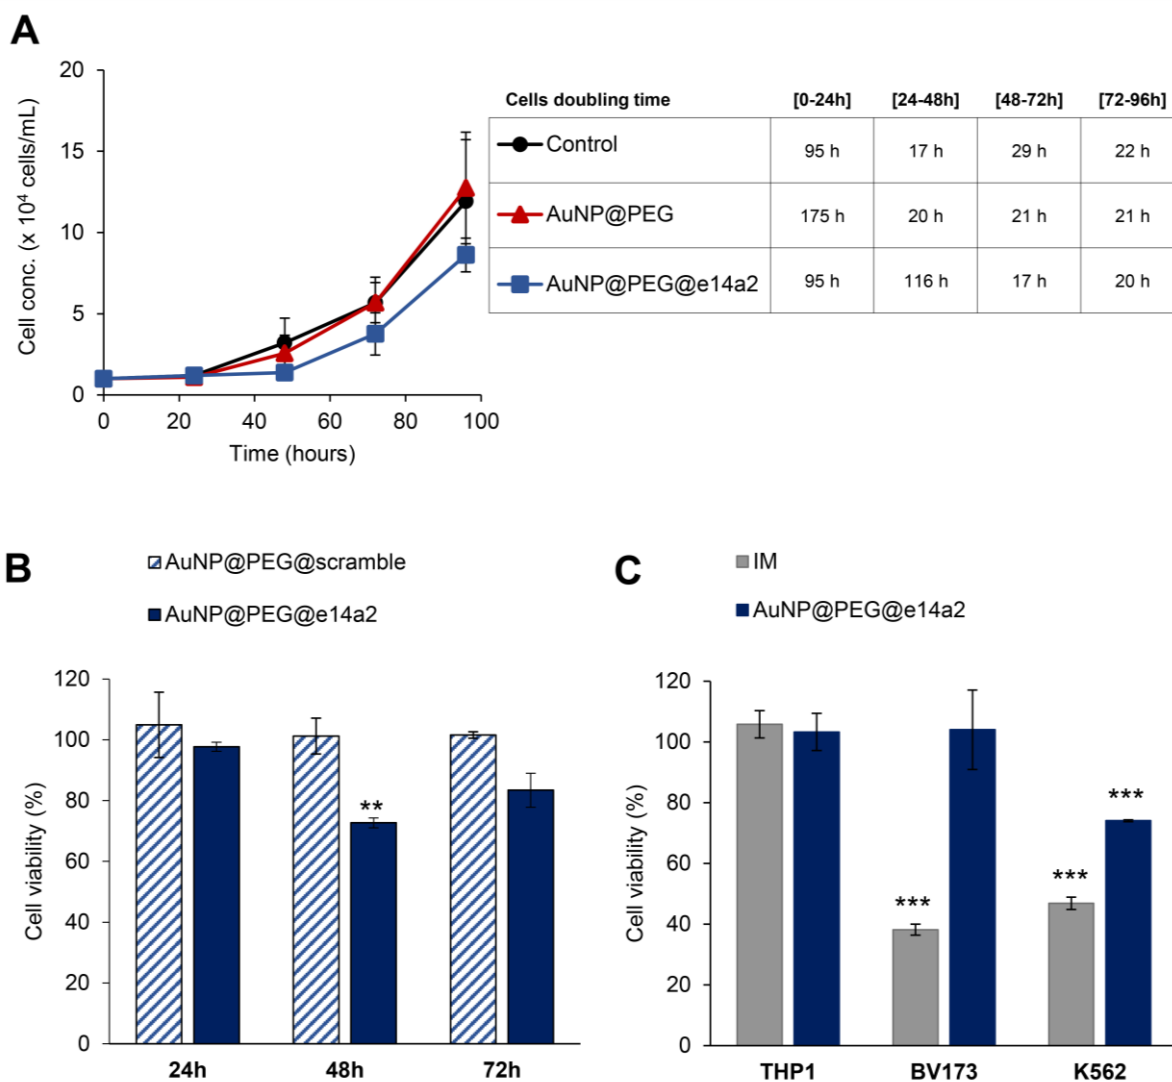 A
20
15
10
5
0
Cell conc. (x 10⁴ cells/mL)
0 20 40 60 80 100
Time (hours)
Cells doubling time [0-24h] [24-48h] [48-72h] [72-96h]
Control 95 h 17 h 29 h 22 h
AuNP@PEG 175 h 20 h 21 h 21 h
AuNP@PEG@e14a2 95 h 116 h 17 h 20 h
B
AuNP@PEG@scramble
AuNP@PEG@e14a2
120
100
80
60
40
20
0
Cell viability (%)
**
24h 48h 72h
C
IM
AuNP@PEG@e14a2
120
100
80
60
40
20
0
Cell viability (%)
***
***
***
THP1 BV173 K562